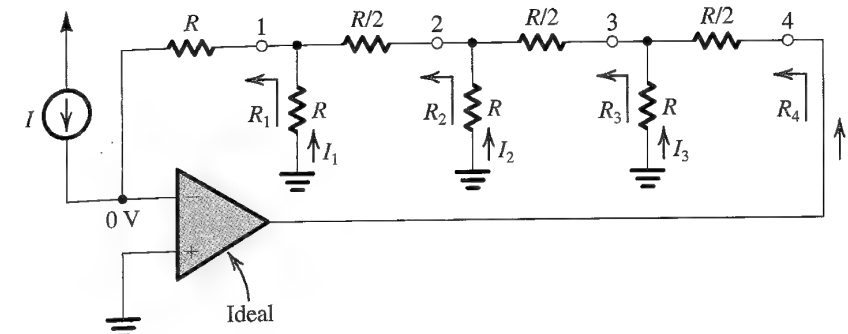 R 1 R/2 2 R/2 3 R/2 4
I R₁ R R₂ R R₃ R R₄
I₁ I₂ I₃
0 V
−
+
Ideal